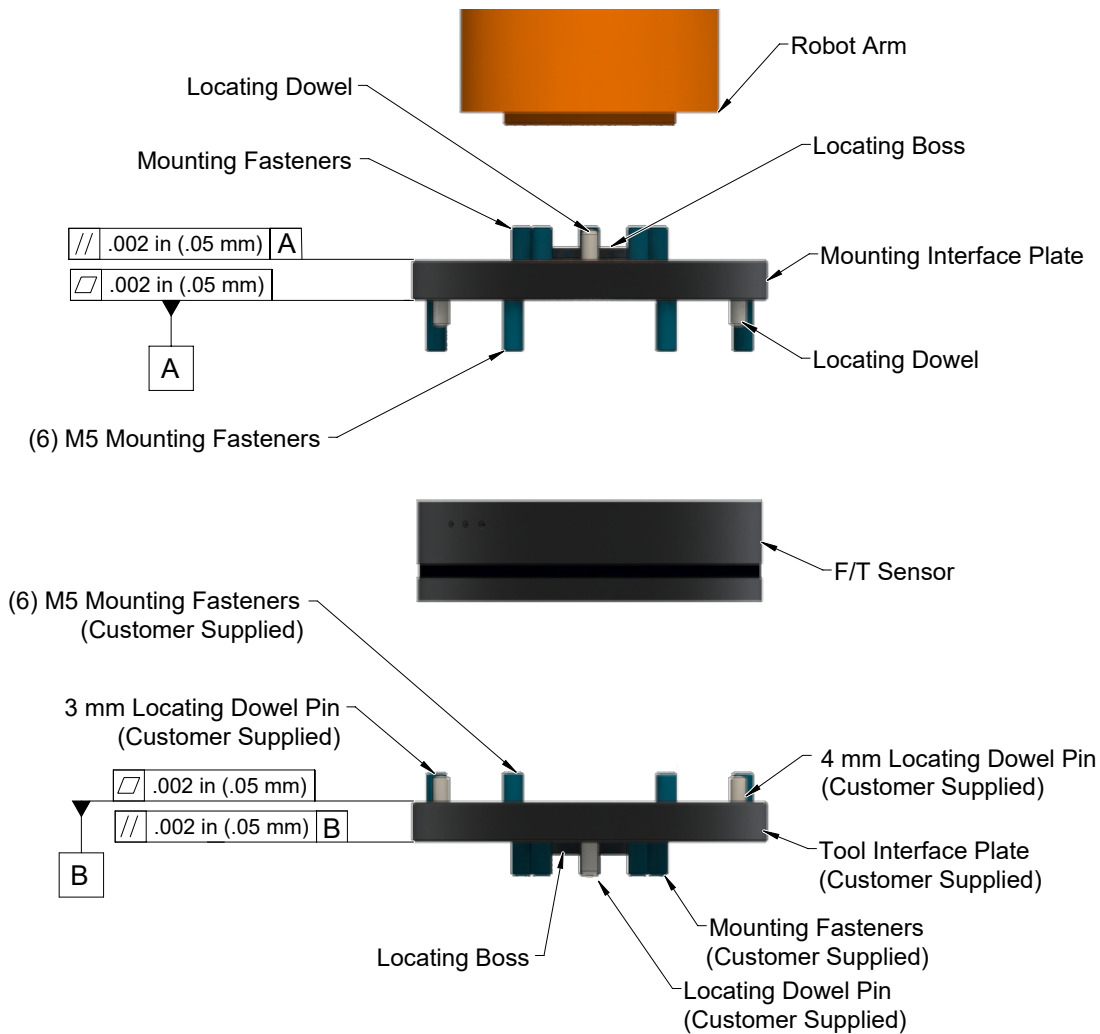 Robot Arm
Locating Dowel
Locating Boss
Mounting Fasteners
// .002 in (.05 mm) A
Mounting Interface Plate
⏥ .002 in (.05 mm)
A
Locating Dowel
(6) M5 Mounting Fasteners
F/T Sensor
(6) M5 Mounting Fasteners
(Customer Supplied)
3 mm Locating Dowel Pin
(Customer Supplied)
4 mm Locating Dowel Pin
(Customer Supplied)
⏥ .002 in (.05 mm)
// .002 in (.05 mm) B
B
Tool Interface Plate
(Customer Supplied)
Mounting Fasteners
(Customer Supplied)
Locating Boss
Locating Dowel Pin
(Customer Supplied)